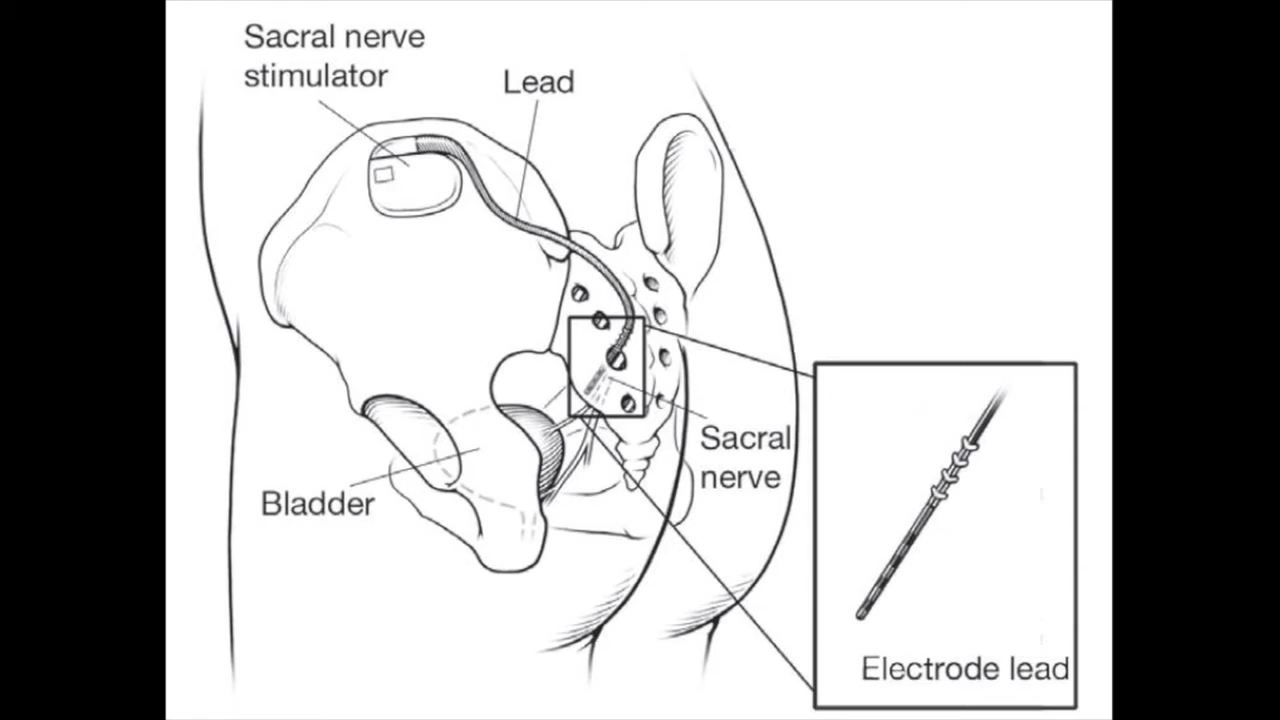 Sacral nerve
stimulator
Lead
Sacral
nerve
Bladder
Electrode lead